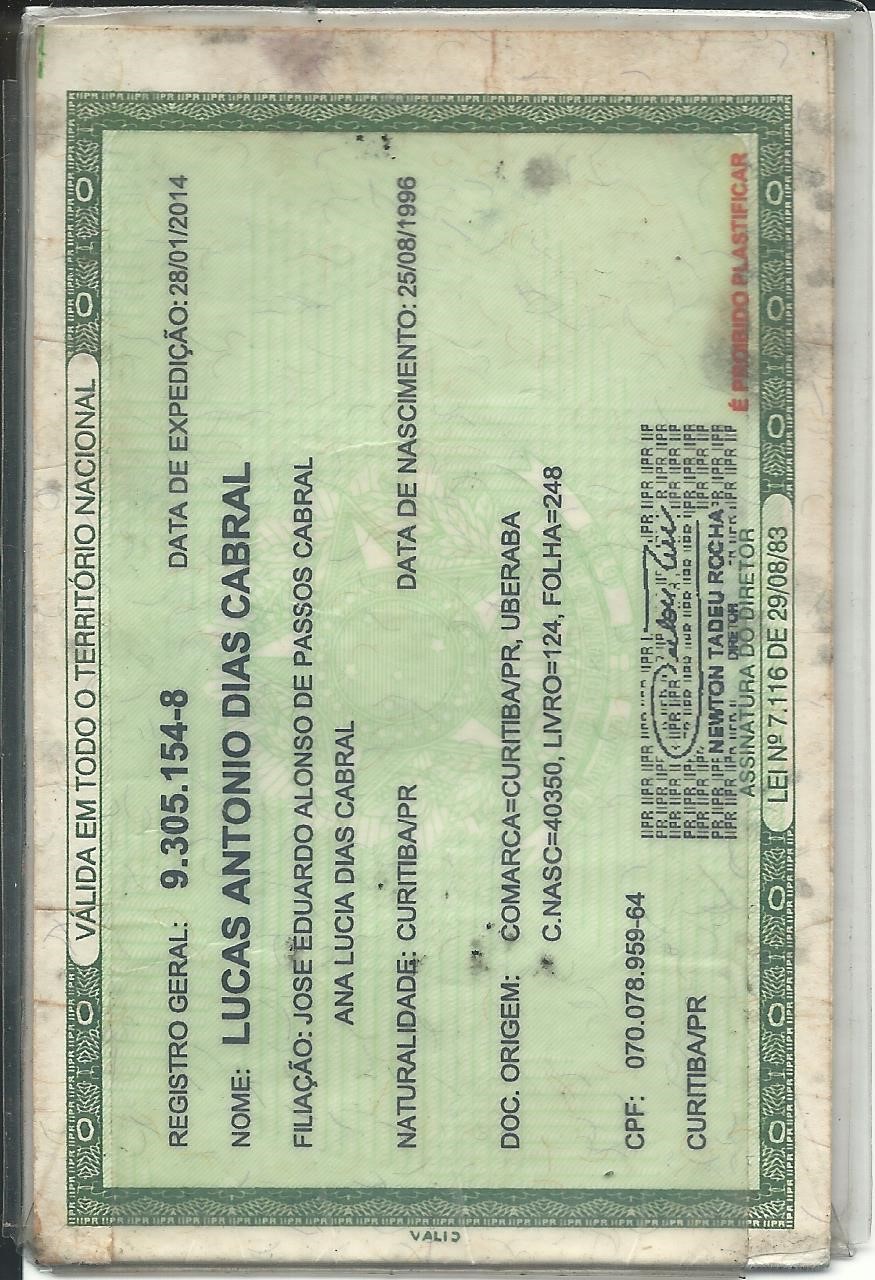 VÁLIDA EM TODO O TERRITÓRIO NACIONAL
REGISTRO GERAL: 9.305.154-8 DATA DE EXPEDIÇÃO: 28/01/2014
NOME: LUCAS ANTONIO DIAS CABRAL
FILIAÇÃO: JOSE EDUARDO ALONSO DE PASSOS CABRAL
ANA LUCIA DIAS CABRAL
NATURALIDADE: CURITIBA/PR DATA DE NASCIMENTO: 25/08/1996
DOC. ORIGEM: COMARCA=CURITIBA/PR, UBERABA
C.NASC=40350, LIVRO=124, FOLHA=248
CPF: 070.078.959-64
CURITIBA/PR
NEWTON TADEU ROCHA
DIRETOR
ASSINATURA DO DIRETOR
É PROIBIDO PLASTIFICAR
LEI Nº 7.116 DE 29/08/83